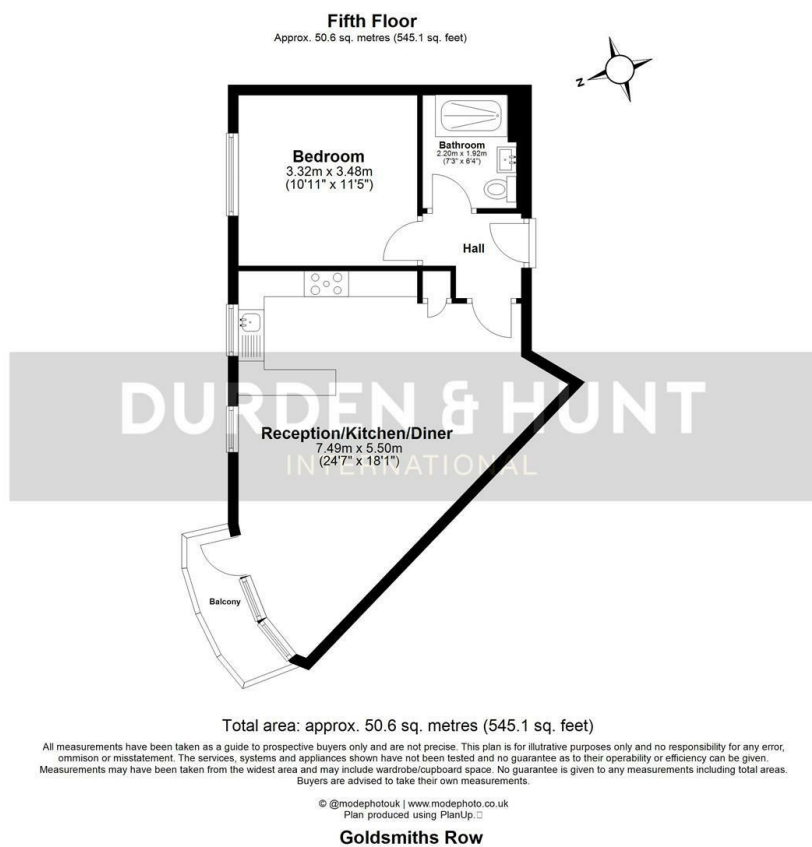 Fifth Floor
Approx. 50.6 sq. metres (545.1 sq. feet)
N
Bathroom
2.20m x 1.92m
(7'3" x 6'4")
Bedroom
3.32m x 3.48m
(10'11" x 11'5")
Hall
DURDEN & HUNT
INTERNATIONAL
Reception/Kitchen/Diner
7.49m x 5.50m
(24'7" x 18'1")
Balcony
Total area: approx. 50.6 sq. metres (545.1 sq. feet)
All measurements have been taken as a guide to prospective buyers only and are not precise. This plan is for illutrative purposes only and no responsibility for any error,
ommison or misstatement. The services, systems and appliances shown have not been tested and no guarantee as to their operability or efficiency can be given.
Measurements may have been taken from the widest area and may include wardrobe/cupboard space. No guarantee is given to any measurements including total areas.
Buyers are advised to take their own measurements.
© @modephotouk | www.modephoto.co.uk
Plan produced using PlanUp.
Goldsmiths Row